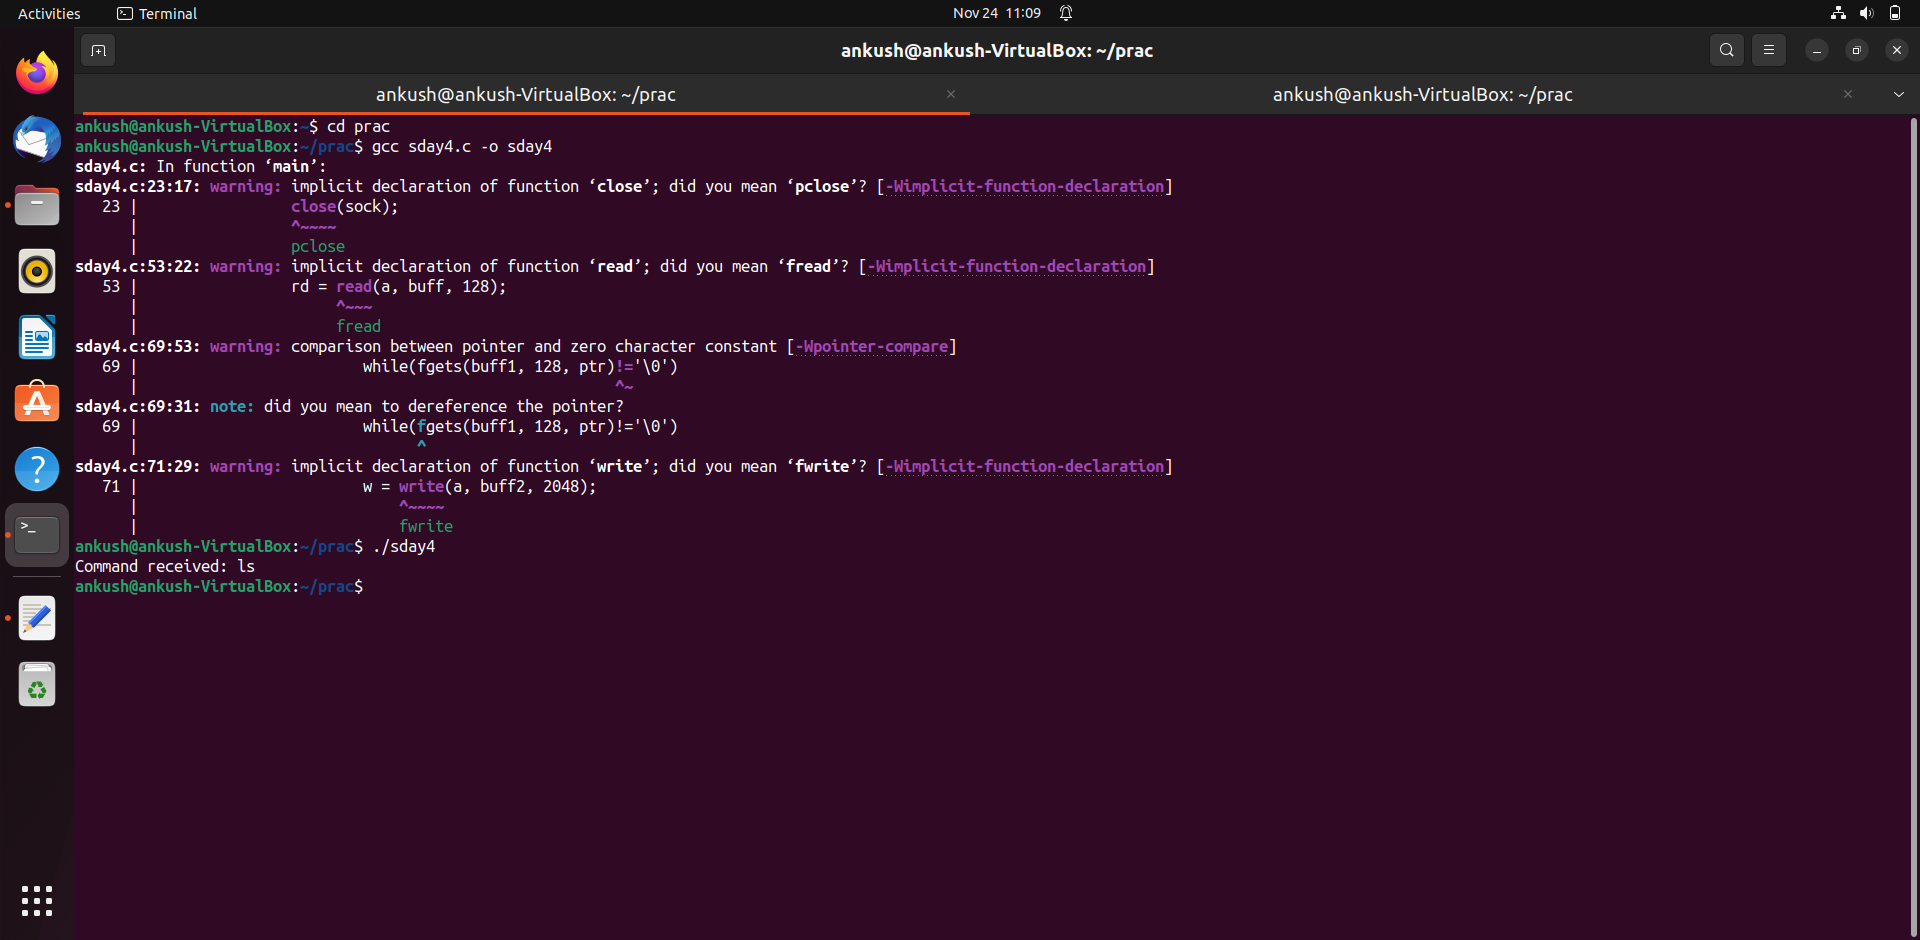 Activities
Terminal
Nov 24 11:09
ankush@ankush-VirtualBox: ~/prac
ankush@ankush-VirtualBox: ~/prac
ankush@ankush-VirtualBox: ~/prac
ankush@ankush-VirtualBox:~$ cd prac
ankush@ankush-VirtualBox:~/prac$ gcc sday4.c -o sday4
sday4.c: In function ‘main’:
sday4.c:23:17: warning: implicit declaration of function ‘close’; did you mean ‘pclose’? [-Wimplicit-function-declaration]
   23 |                 close(sock);
      |                 ^~~~~
      |                 pclose
sday4.c:53:22: warning: implicit declaration of function ‘read’; did you mean ‘fread’? [-Wimplicit-function-declaration]
   53 |                 rd = read(a, buff, 128);
      |                      ^~~~
      |                      fread
sday4.c:69:53: warning: comparison between pointer and zero character constant [-Wpointer-compare]
   69 |                         while(fgets(buff1, 128, ptr)!='\0')
      |                                                     ^~
sday4.c:69:31: note: did you mean to dereference the pointer?
   69 |                         while(fgets(buff1, 128, ptr)!='\0')
      |                               ^
sday4.c:71:29: warning: implicit declaration of function ‘write’; did you mean ‘fwrite’? [-Wimplicit-function-declaration]
   71 |                         w = write(a, buff2, 2048);
      |                             ^~~~~
      |                             fwrite
ankush@ankush-VirtualBox:~/prac$ ./sday4
Command received: ls
ankush@ankush-VirtualBox:~/prac$